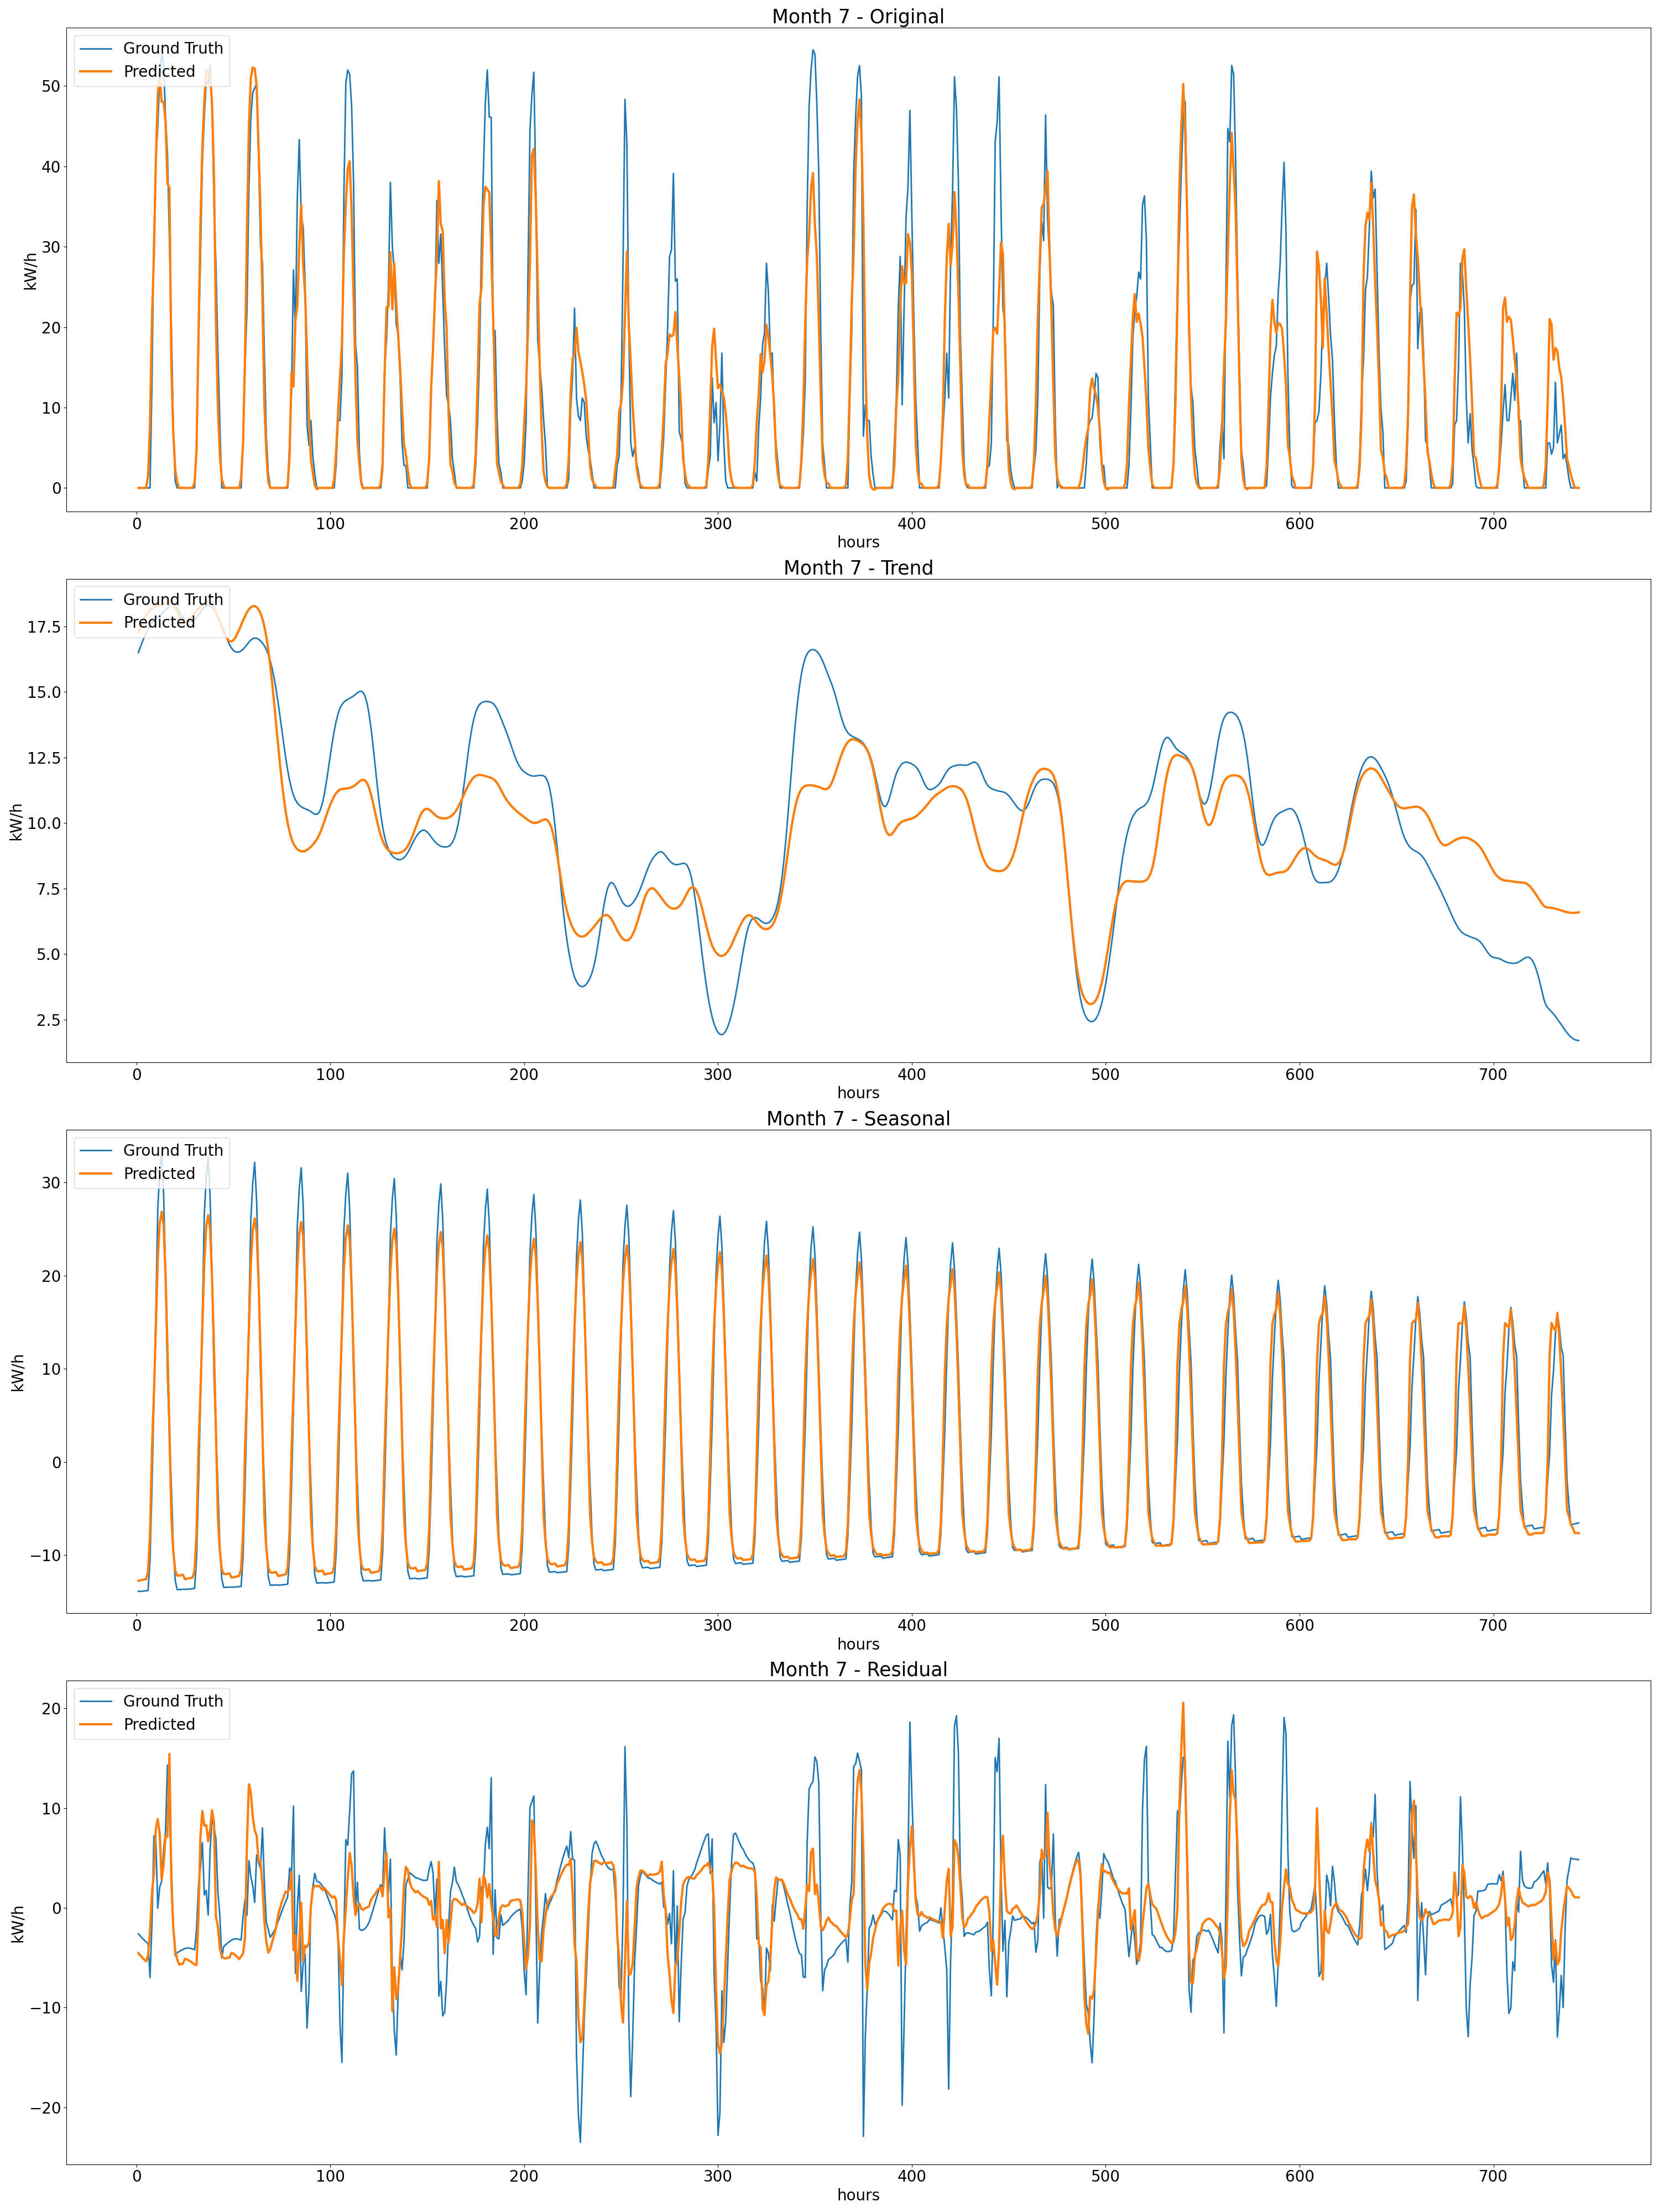 Month 7 - Original
Ground Truth
Predicted
50
40
30
20
10
0
kW/h
0 100 200 300 400 500 600 700
hours
Month 7 - Trend
Ground Truth
Predicted
17.5
15.0
12.5
10.0
7.5
5.0
2.5
kW/h
0 100 200 300 400 500 600 700
hours
Month 7 - Seasonal
Ground Truth
Predicted
30
20
10
0
−10
kW/h
0 100 200 300 400 500 600 700
hours
Month 7 - Residual
Ground Truth
Predicted
20
10
0
−10
−20
kW/h
0 100 200 300 400 500 600 700
hours